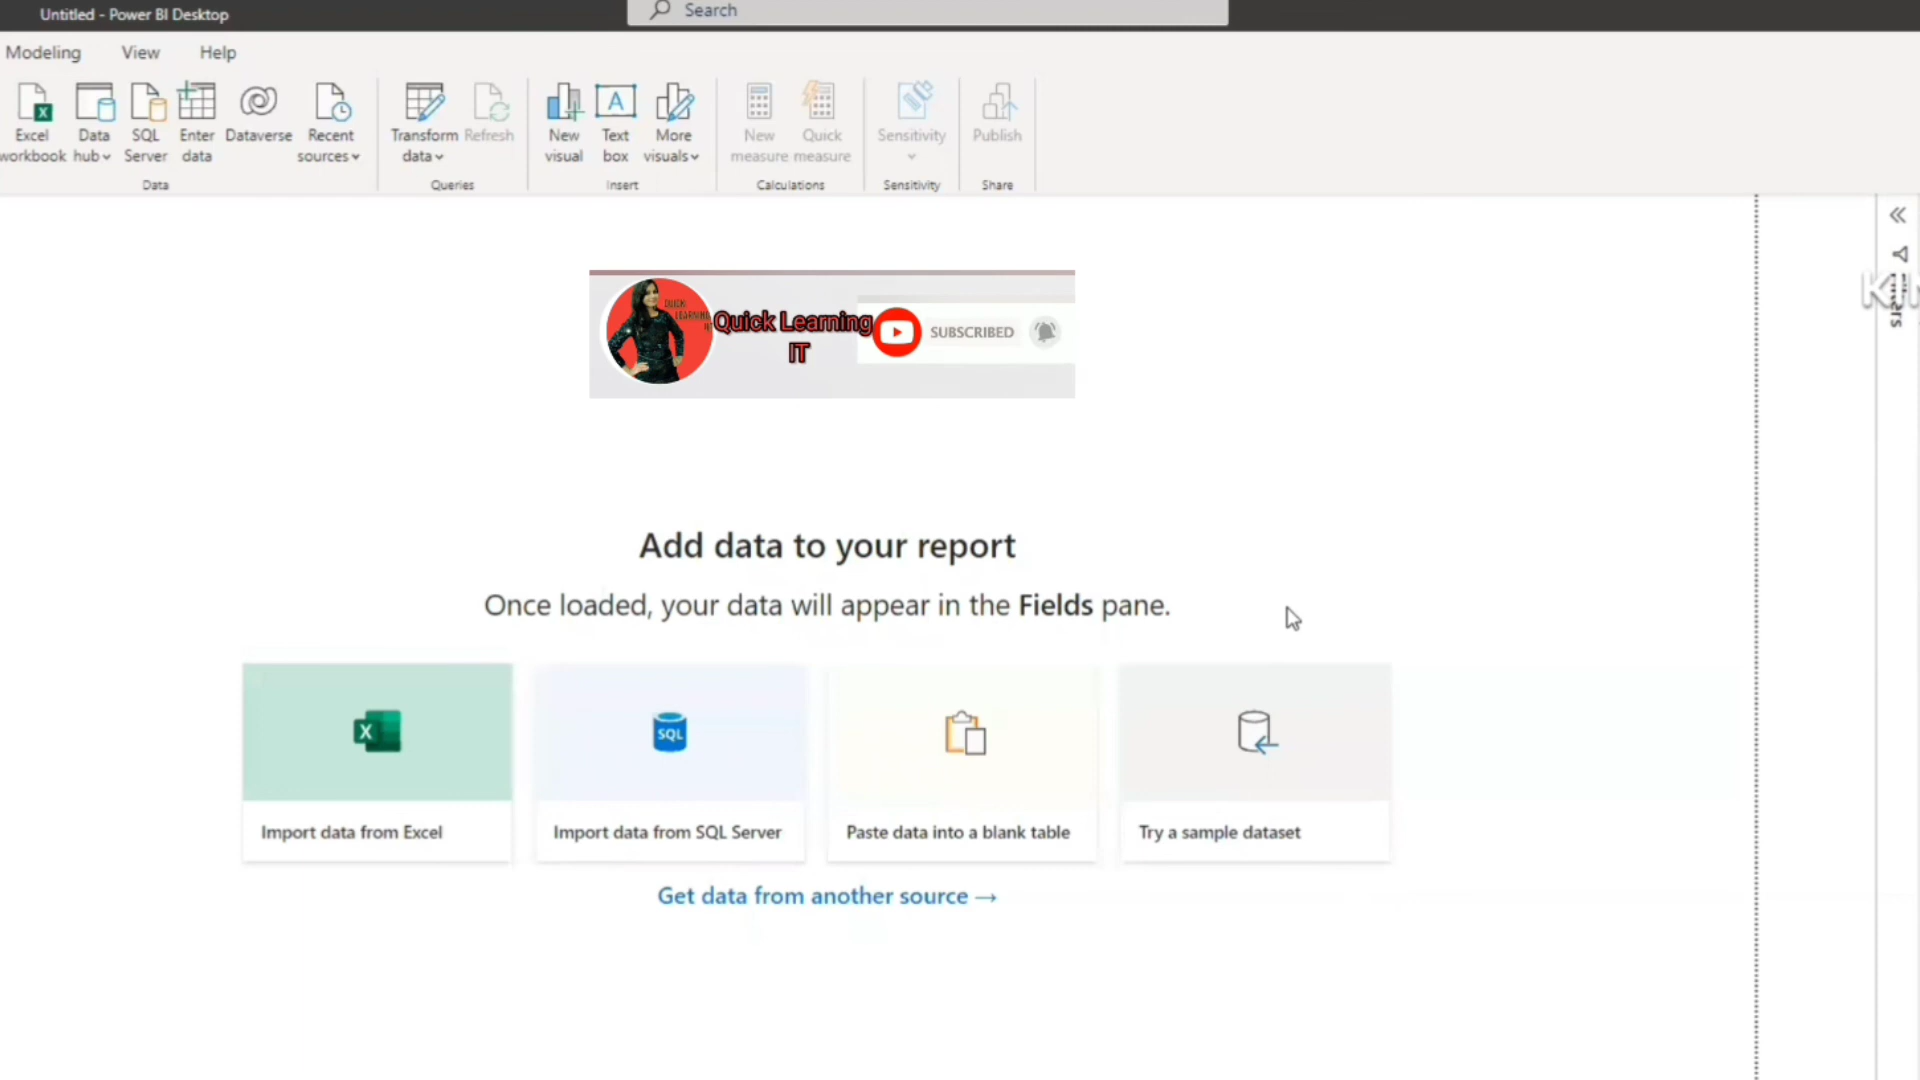 Untitled - Power BI Desktop
Search
Modeling View Help
Excel workbook
Data hub
SQL Server
Enter data
Dataverse
Recent sources
Transform data
Refresh
New visual
Text box
More visuals
New measure
Quick measure
Sensitivity
Publish
Data
Queries
Insert
Calculations
Sensitivity
Share
QUICK
LEARNING
IT
Quick Learning
IT
SUBSCRIBED
Add data to your report
Once loaded, your data will appear in the Fields pane.
X
SQL
Import data from Excel
Import data from SQL Server
Paste data into a blank table
Try a sample dataset
Get data from another source →